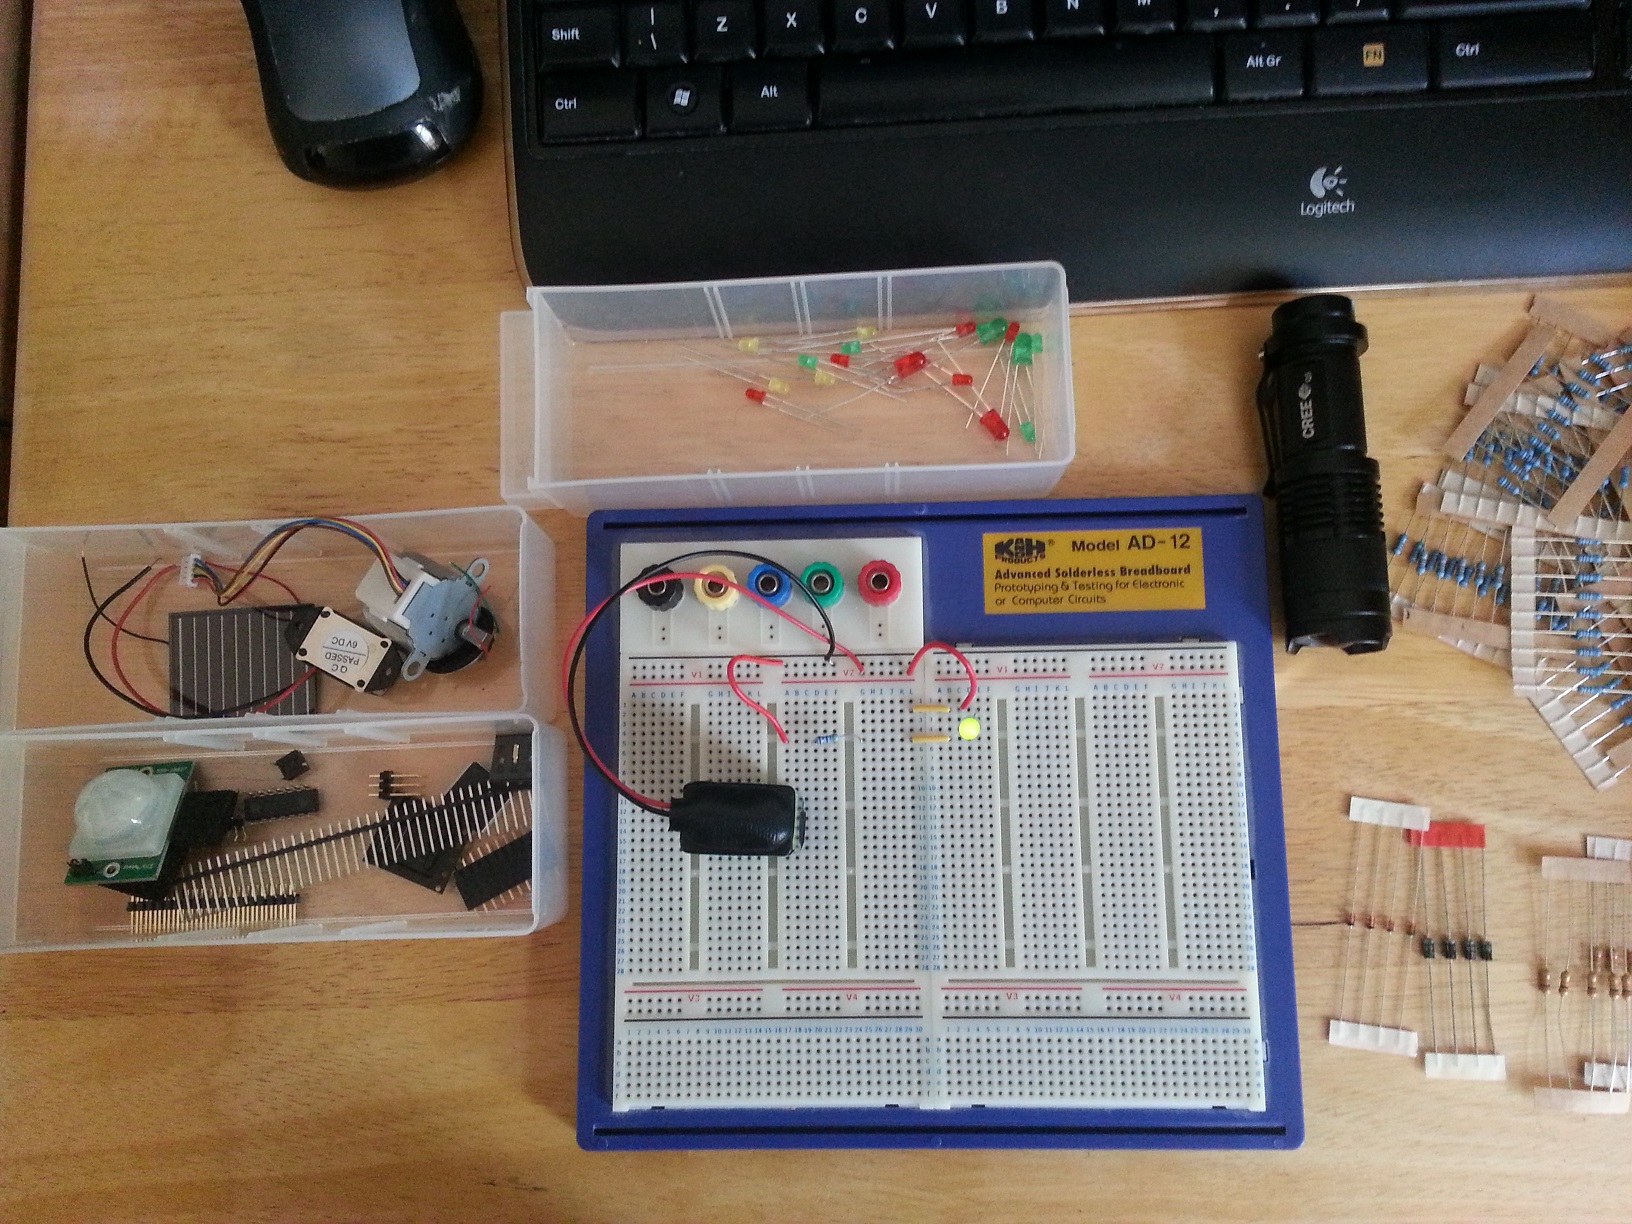 Shift
|
\
Z
X
C
V
B
N
M
Ctrl
Alt
Alt Gr
FN
Ctrl
Logitech
CREE
K&H
PRODUCTS
Model AD-12
Advanced Solderless Breadboard
Prototyping & Testing for Electronic
or Computer Circuits
Q.C
PASSED
6V DC
V1
V2
V1
V2
A B C D E F
G H I J K L
A B C D E F
G H I J K L
V3
V4
V3
V4